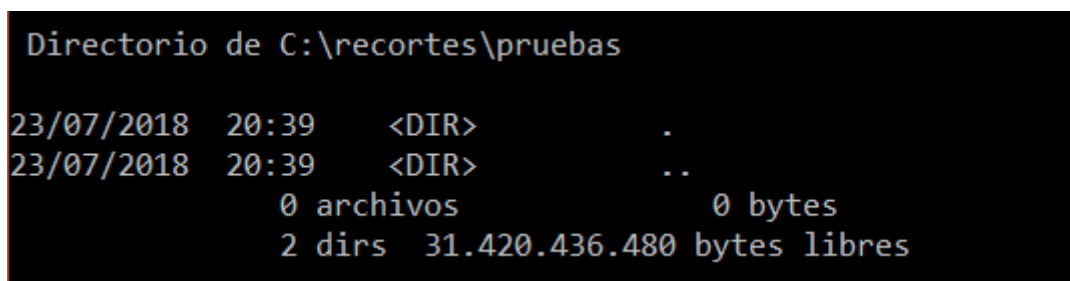 Directorio de C:\recortes\pruebas
23/07/2018  20:39    <DIR>          .
23/07/2018  20:39    <DIR>          ..
0 archivos              0 bytes
2 dirs  31.420.436.480 bytes libres